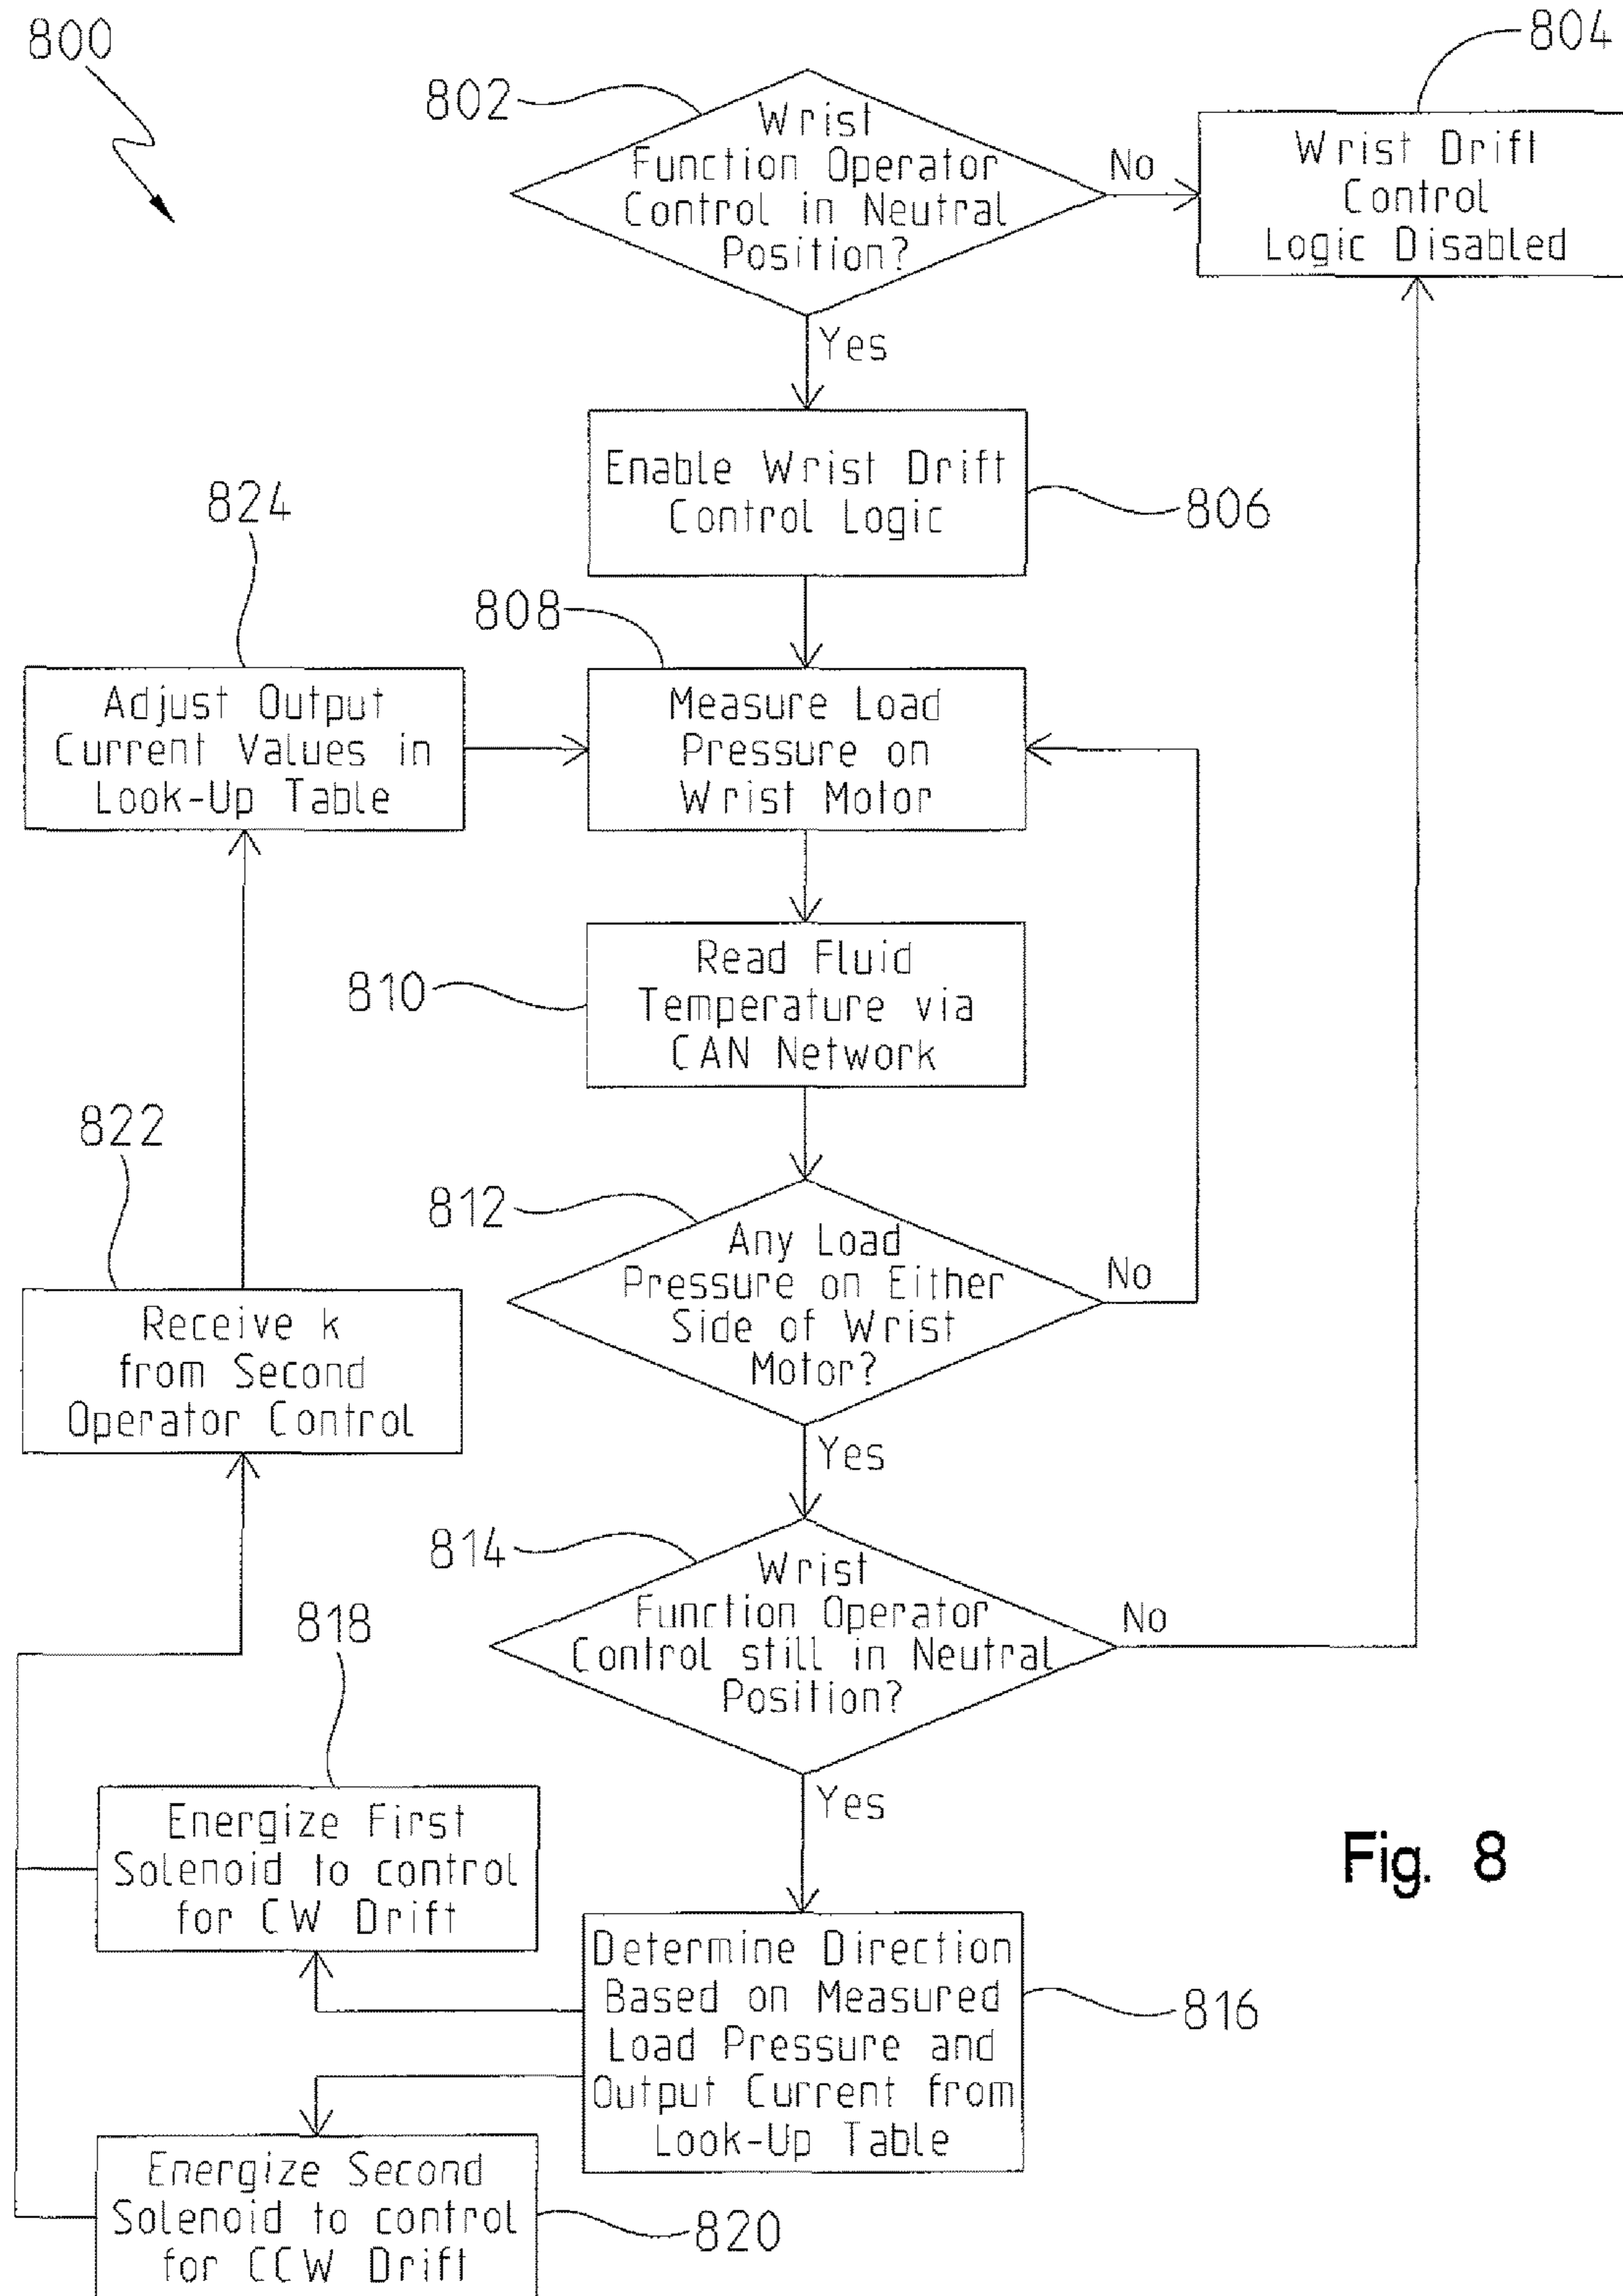 800
802
804
Wrist
Function Operator
Control in Neutral
Position?
No
Wrist Drift
Control
Logic Disabled
Yes
Enable Wrist Drift
Control Logic
806
824
808
Adjust Output
Current Values in
Look-Up Table
Measure Load
Pressure on
Wrist Motor
810
Read Fluid
Temperature via
CAN Network
822
812
Any Load
Pressure on Either
Side of Wrist
Motor?
No
Receive k
from Second
Operator Control
Yes
814
Wrist
Function Operator
Control still in Neutral
Position?
No
818
Yes
Energize First
Solenoid to control
for CW Drift
Fig. 8
Determine Direction
Based on Measured
Load Pressure and
Output Current from
Look-Up Table
816
Energize Second
Solenoid to control
for CCW Drift
820